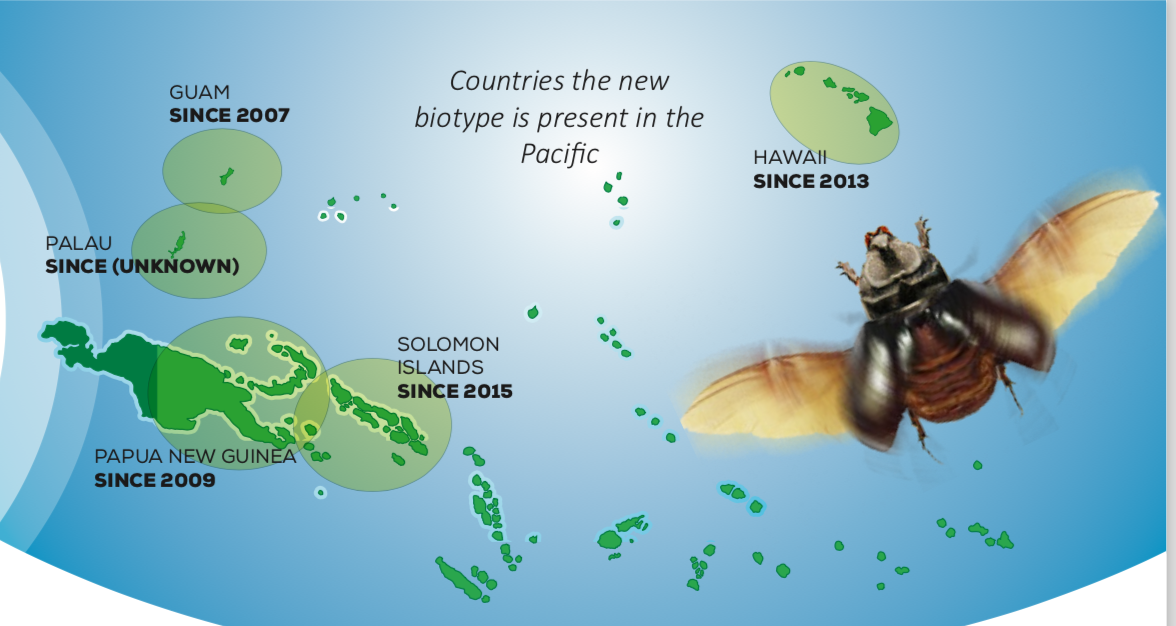 Countries the new
biotype is present in the
Pacific
GUAM
SINCE 2007
HAWAII
SINCE 2013
PALAU
SINCE (UNKNOWN)
SOLOMON
ISLANDS
SINCE 2015
PAPUA NEW GUINEA
SINCE 2009